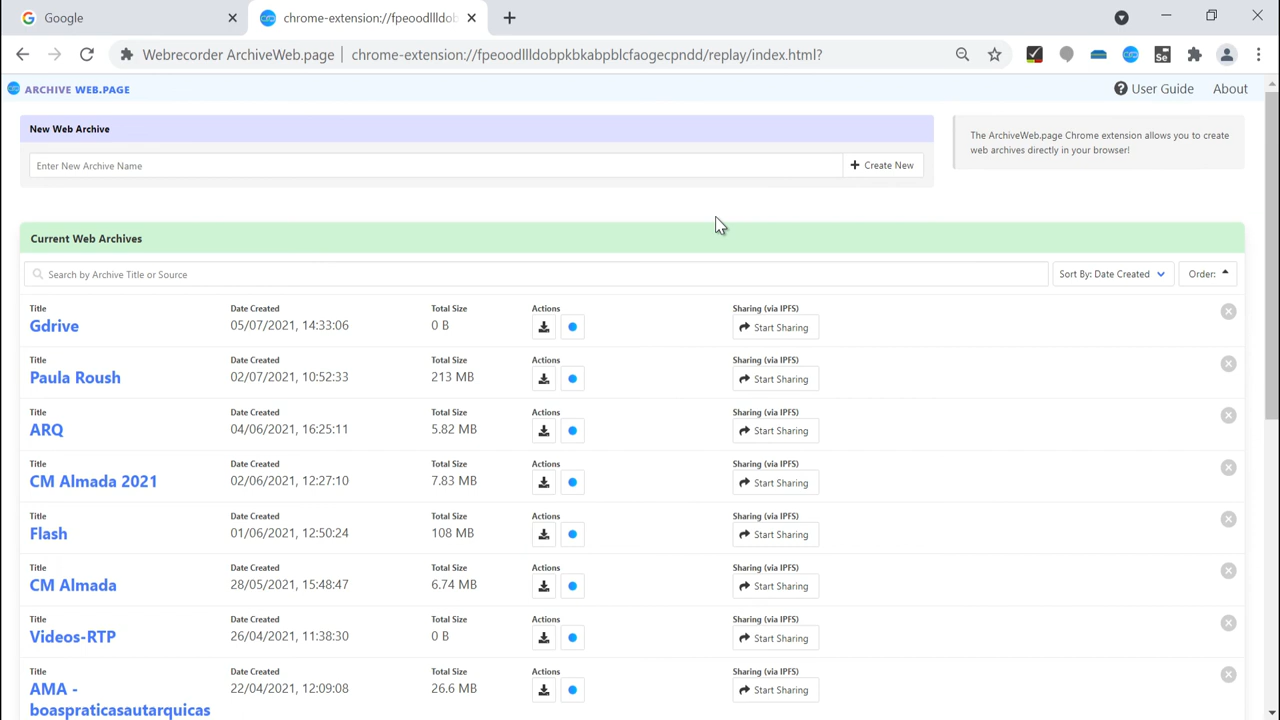 Google
chrome-extension://fpeoodllldob
Webrecorder ArchiveWeb.page | chrome-extension://fpeoodllldobpkbkabpblcfaogecpndd/replay/index.html?
ARCHIVE WEB.PAGE
User Guide About
New Web Archive
Enter New Archive Name
Create New
The ArchiveWeb.page Chrome extension allows you to create
web archives directly in your browser!
Current Web Archives
Search by Archive Title or Source
Sort By: Date Created
Order:
Title Date Created Total Size Actions Sharing (via IPFS)
Gdrive 05/07/2021, 14:33:06 0 B Start Sharing
Title Date Created Total Size Actions Sharing (via IPFS)
Paula Roush 02/07/2021, 10:52:33 213 MB Start Sharing
Title Date Created Total Size Actions Sharing (via IPFS)
ARQ 04/06/2021, 16:25:11 5.82 MB Start Sharing
Title Date Created Total Size Actions Sharing (via IPFS)
CM Almada 2021 02/06/2021, 12:27:10 7.83 MB Start Sharing
Title Date Created Total Size Actions Sharing (via IPFS)
Flash 01/06/2021, 12:50:24 108 MB Start Sharing
Title Date Created Total Size Actions Sharing (via IPFS)
CM Almada 28/05/2021, 15:48:47 6.74 MB Start Sharing
Title Date Created Total Size Actions Sharing (via IPFS)
Videos-RTP 26/04/2021, 11:38:30 0 B Start Sharing
Title Date Created Total Size Actions Sharing (via IPFS)
AMA - 22/04/2021, 12:09:08 26.6 MB Start Sharing
boaspraticasautarquicas